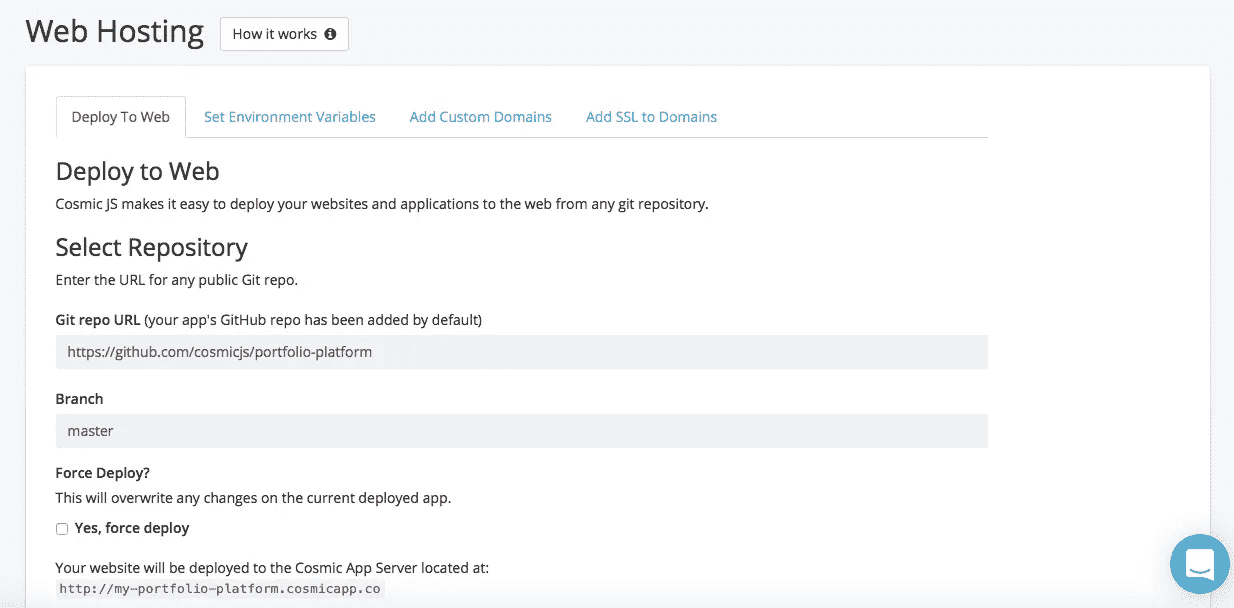 Web Hosting
How it works
Deploy To Web
Set Environment Variables
Add Custom Domains
Add SSL to Domains
Deploy to Web
Cosmic JS makes it easy to deploy your websites and applications to the web from any git repository.
Select Repository
Enter the URL for any public Git repo.
Git repo URL (your app's GitHub repo has been added by default)
https://github.com/cosmicjs/portfolio-platform
Branch
master
Force Deploy?
This will overwrite any changes on the current deployed app.
Yes, force deploy
Your website will be deployed to the Cosmic App Server located at:
http://my-portfolio-platform.cosmicapp.co